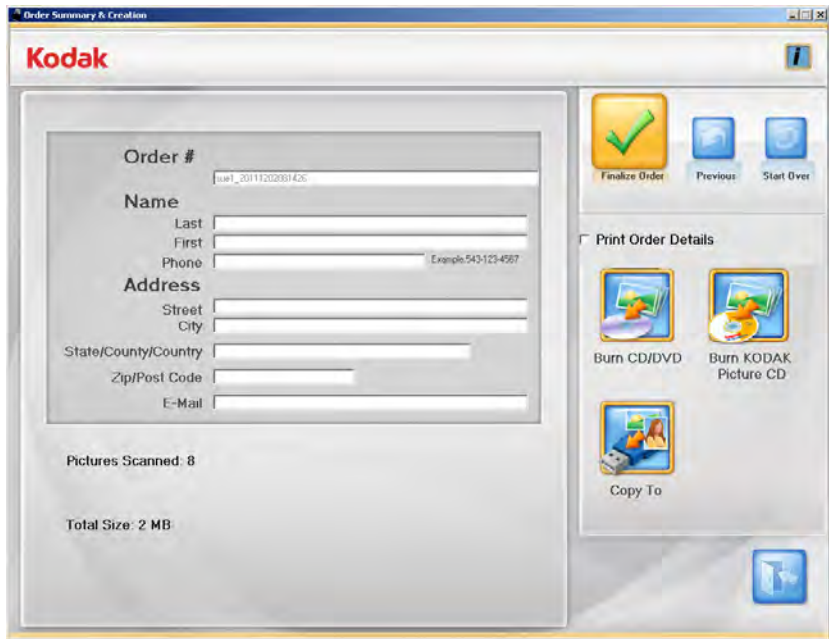 Order Summary & Creation
Kodak
i
Order #
sue1_20111202081426
Name
Last
First
Phone
Example:543-123-4567
Address
Street
City
State/County/Country
Zip/Post Code
E-Mail
Pictures Scanned: 8
Total Size: 2 MB
Finalize Order
Previous
Start Over
Print Order Details
Burn CD/DVD
Burn KODAK
Picture CD
Copy To